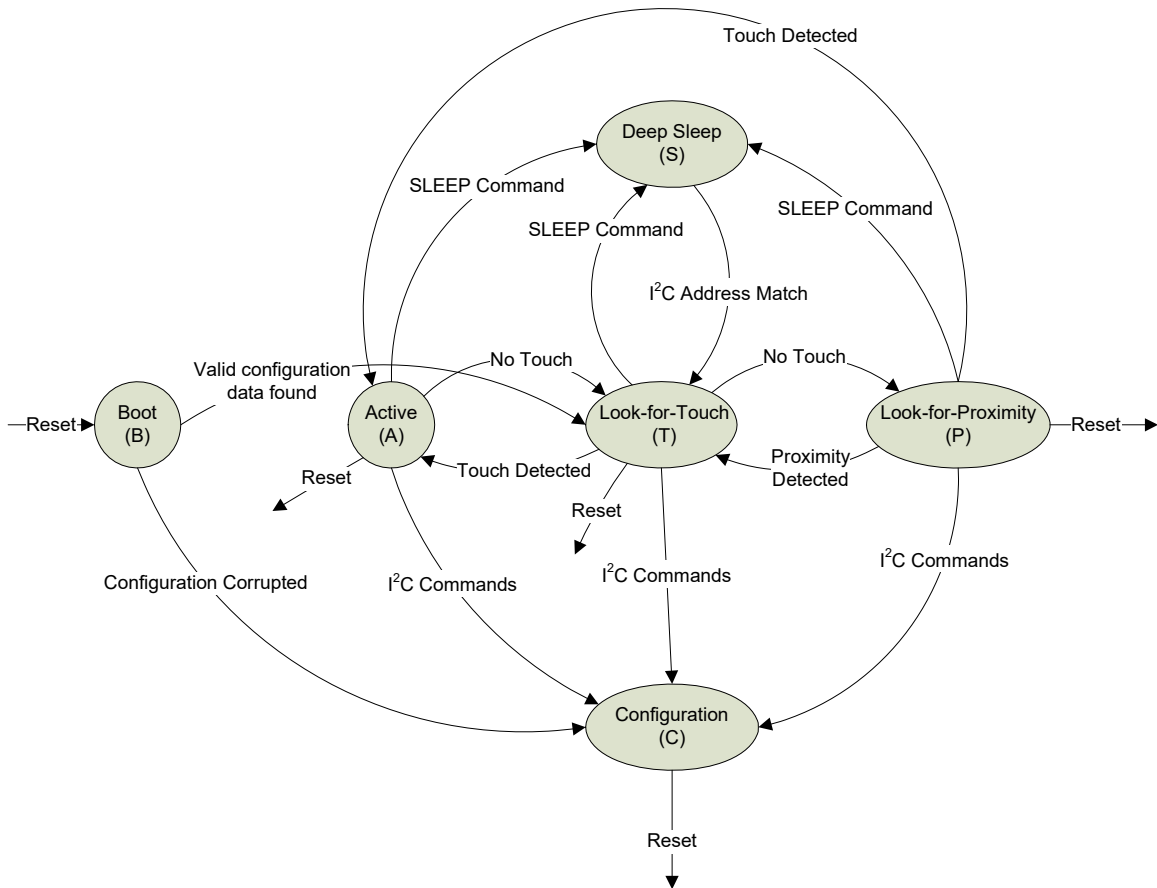 Touch Detected
Deep Sleep
(S)
SLEEP Command
SLEEP Command
SLEEP Command
I²C Address Match
Valid configuration
data found
No Touch
No Touch
Reset
Boot
(B)
Active
(A)
Look-for-Touch
(T)
Look-for-Proximity
(P)
Reset
Reset
Touch Detected
Proximity
Detected
Reset
Configuration Corrupted
I²C Commands
I²C Commands
I²C Commands
Configuration
(C)
Reset